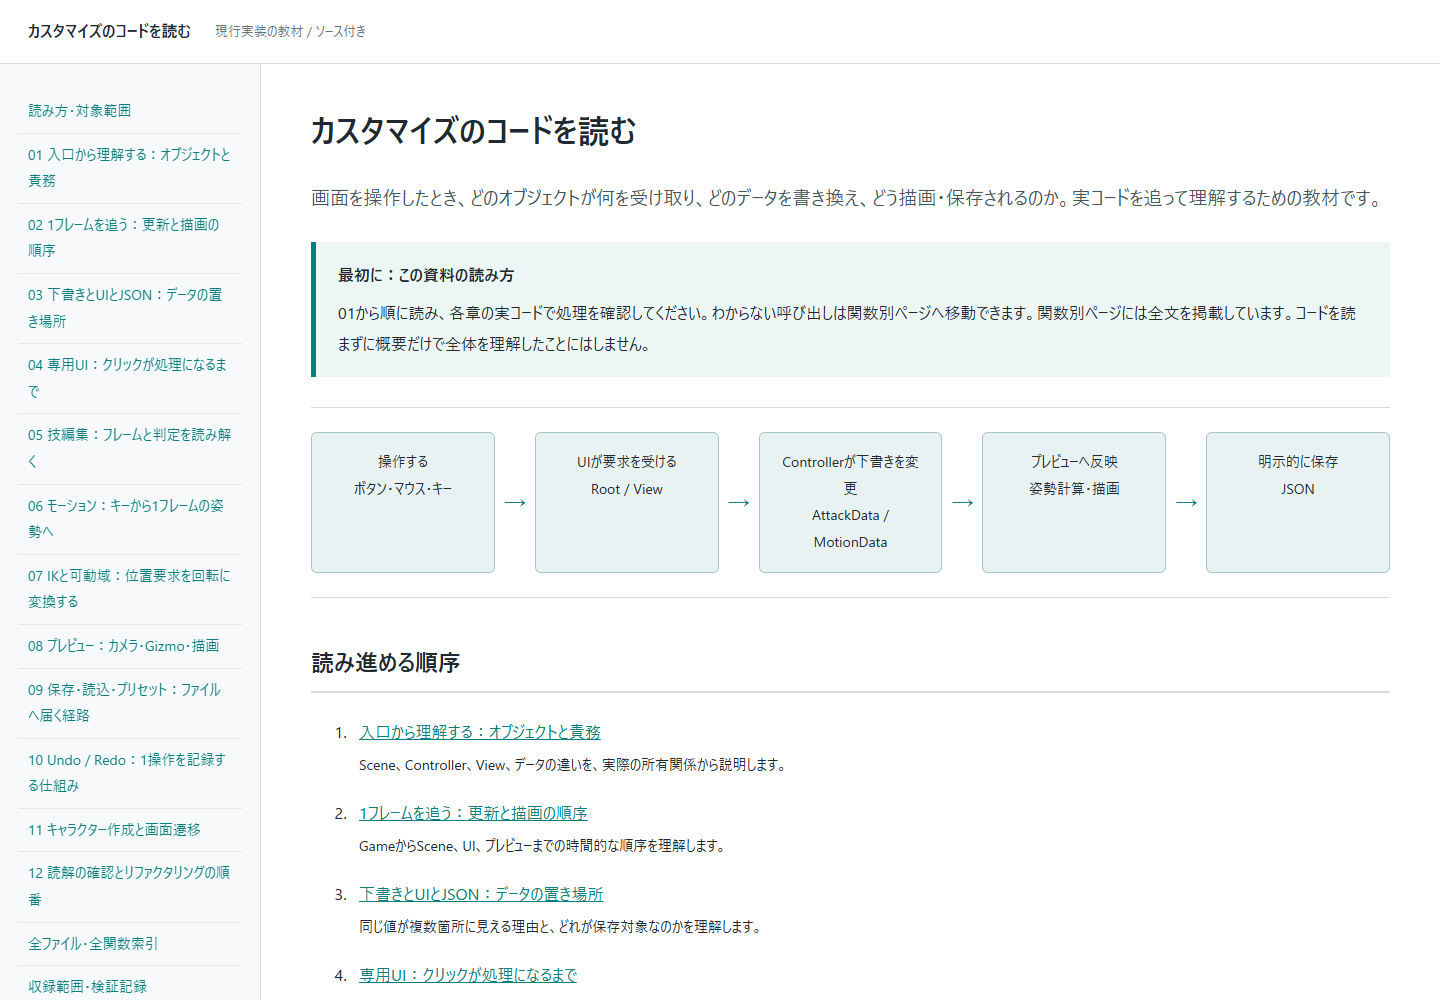 カスタマイズのコードを読む
現行実装の教材 / ソース付き
読み方・対象範囲
01 入口から理解する：オブジェクトと
責務
02 1フレームを追う：更新と描画の
順序
03 下書きとUIとJSON：データの置
き場所
04 専用UI：クリックが処理になるま
で
05 技編集：フレームと判定を読み解
く
06 モーション：キーから1フレームの姿
勢へ
07 IKと可動域：位置要求を回転に
変換する
08 プレビュー：カメラ・Gizmo・描画
09 保存・読込・プリセット：ファイル
へ届く経路
10 Undo / Redo：1操作を記録す
る仕組み
11 キャラクター作成と画面遷移
12 読解の確認とリファクタリングの順
番
全ファイル・全関数索引
収録範囲・検証記録
カスタマイズのコードを読む
画面を操作したとき、どのオブジェクトが何を受け取り、どのデータを書き換え、どう描画・保存されるのか。実コードを追って理解するための教材です。
最初に：この資料の読み方
01から順に読み、各章の実コードで処理を確認してください。わからない呼び出しは関数別ページへ移動できます。関数別ページには全文を掲載しています。コードを読
まずに概要だけで全体を理解したことにはしません。
操作する
ボタン・マウス・キー
→
UIが要求を受ける
Root / View
→
Controllerが下書きを変
更
AttackData /
MotionData
→
プレビューへ反映
姿勢計算・描画
→
明示的に保存
JSON
読み進める順序
1. 入口から理解する：オブジェクトと責務
Scene、Controller、View、データの違いを、実際の所有関係から説明します。
2. 1フレームを追う：更新と描画の順序
GameからScene、UI、プレビューまでの時間的な順序を理解します。
3. 下書きとUIとJSON：データの置き場所
同じ値が複数箇所に見える理由と、どれが保存対象なのかを理解します。
4. 専用UI：クリックが処理になるまで